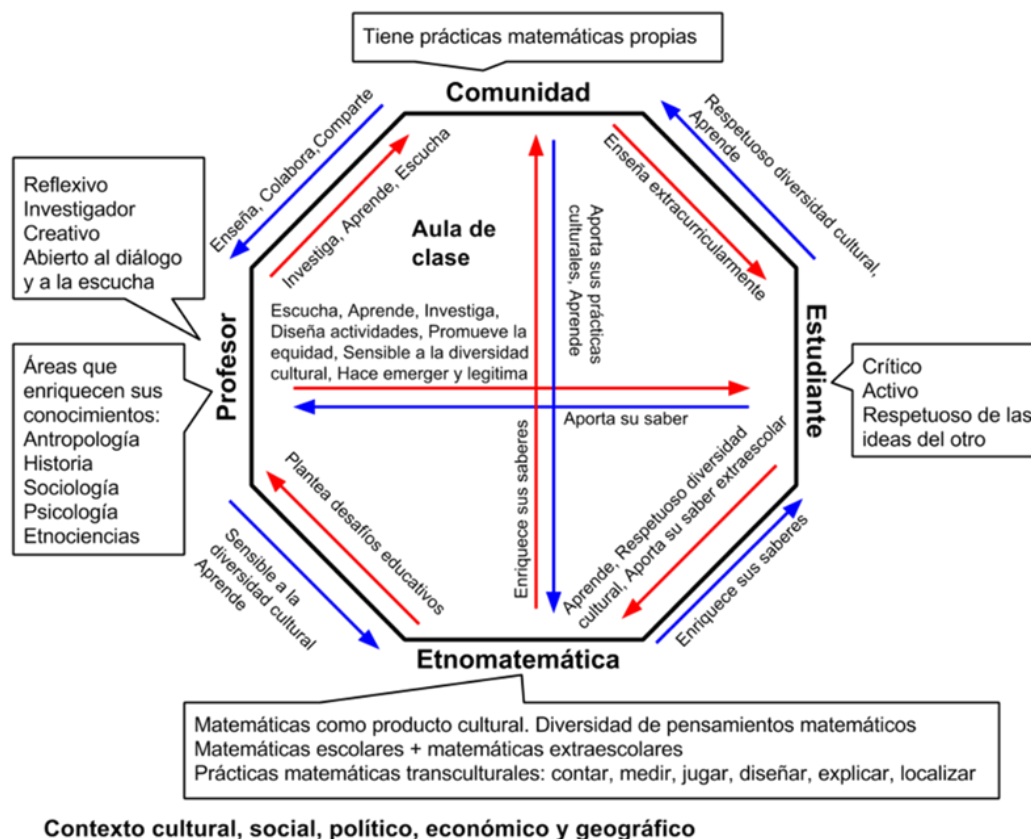 Tiene prácticas matemáticas propias
Comunidad
Enseña, Colabora,Comparte
Investiga, Aprende, Escucha
Respetuoso diversidad cultural,
Aprende
Enseña extracurricularmente
Reflexivo
Investigador
Creativo
Abierto al diálogo
y a la escucha
Aula de
clase
Aporta sus prácticas
culturales, Aprende
Escucha, Aprende, Investiga,
Diseña actividades, Promueve la
equidad, Sensible a la diversidad
cultural, Hace emerger y legitima
Profesor
Estudiante
Áreas que
enriquecen sus
conocimientos:
Antropología
Historia
Sociología
Psicología
Etnociencias
Crítico
Activo
Respetuoso de las
ideas del otro
Aporta su saber
Plantea desafíos educativos
Enriquece sus saberes
Aprende, Respetuoso diversidad
cultural, Aporta su saber extraescolar
Sensible a la
diversidad cultural
Aprende
Enriquece sus saberes
Etnomatemática
Matemáticas como producto cultural. Diversidad de pensamientos matemáticos
Matemáticas escolares + matemáticas extraescolares
Prácticas matemáticas transculturales: contar, medir, jugar, diseñar, explicar, localizar
Contexto cultural, social, político, económico y geográfico